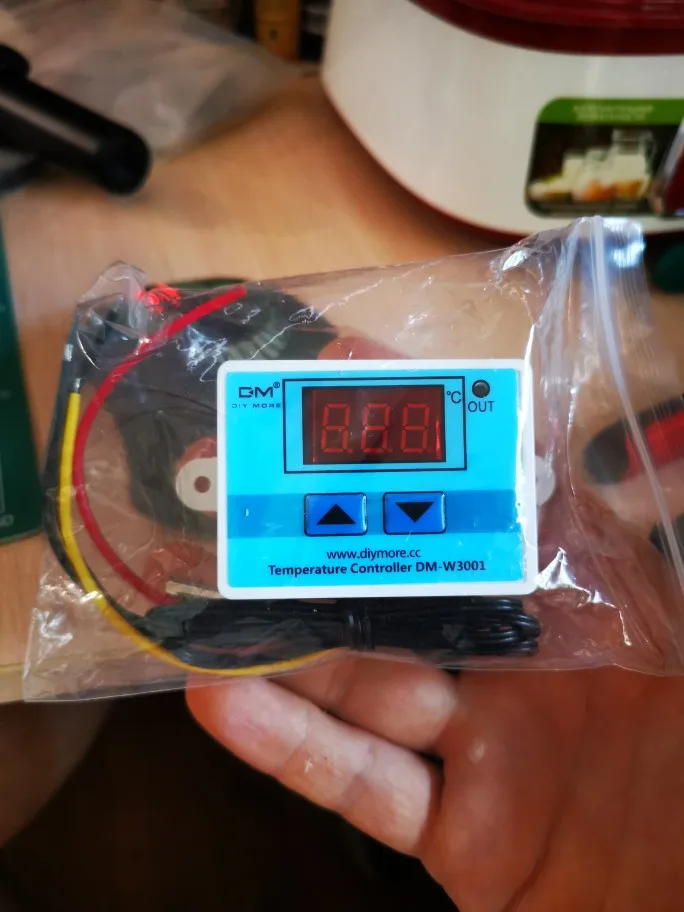 DM®
DIY MORE
8.8.8.
°C
OUT
www.diymore.cc
Temperature Controller DM-W3001